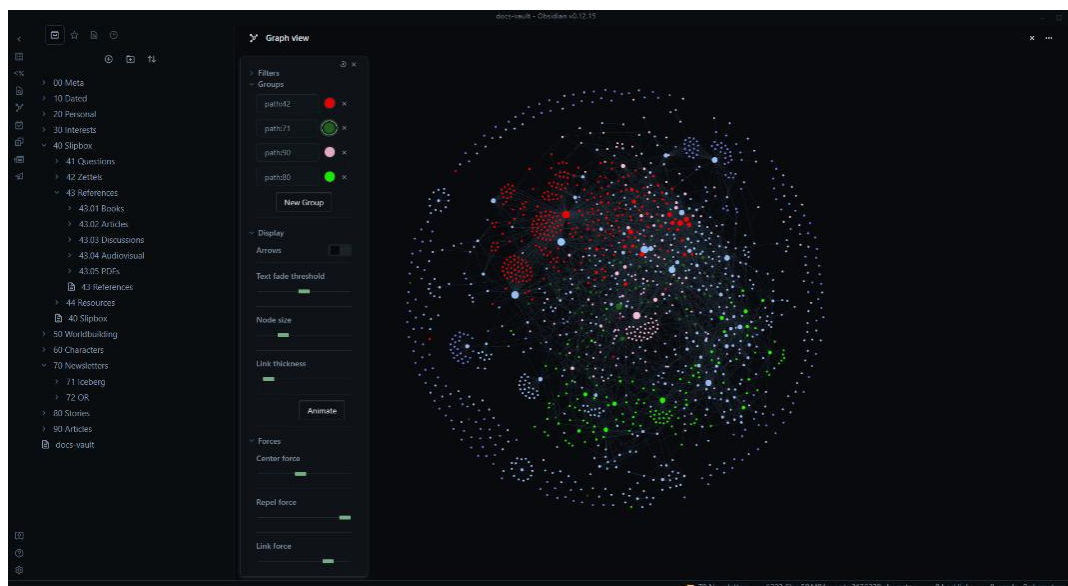 docs-vault - Obsidian v0.12.15
Graph view
00 Meta
10 Dated
20 Personal
30 Interests
40 Slipbox
41 Questions
42 Zettels
43 References
43.01 Books
43.02 Articles
43.03 Discussions
43.04 Audiovisual
43.05 PDFs
43 References
44 Resources
40 Slipbox
50 Worldbuilding
60 Characters
70 Newsletters
71 Iceberg
72 OR
80 Stories
90 Articles
docs-vault
Filters
Groups
path:42
path:71
path:90
path:80
New Group
Display
Arrows
Text fade threshold
Node size
Link thickness
Animate
Forces
Center force
Repel force
Link force